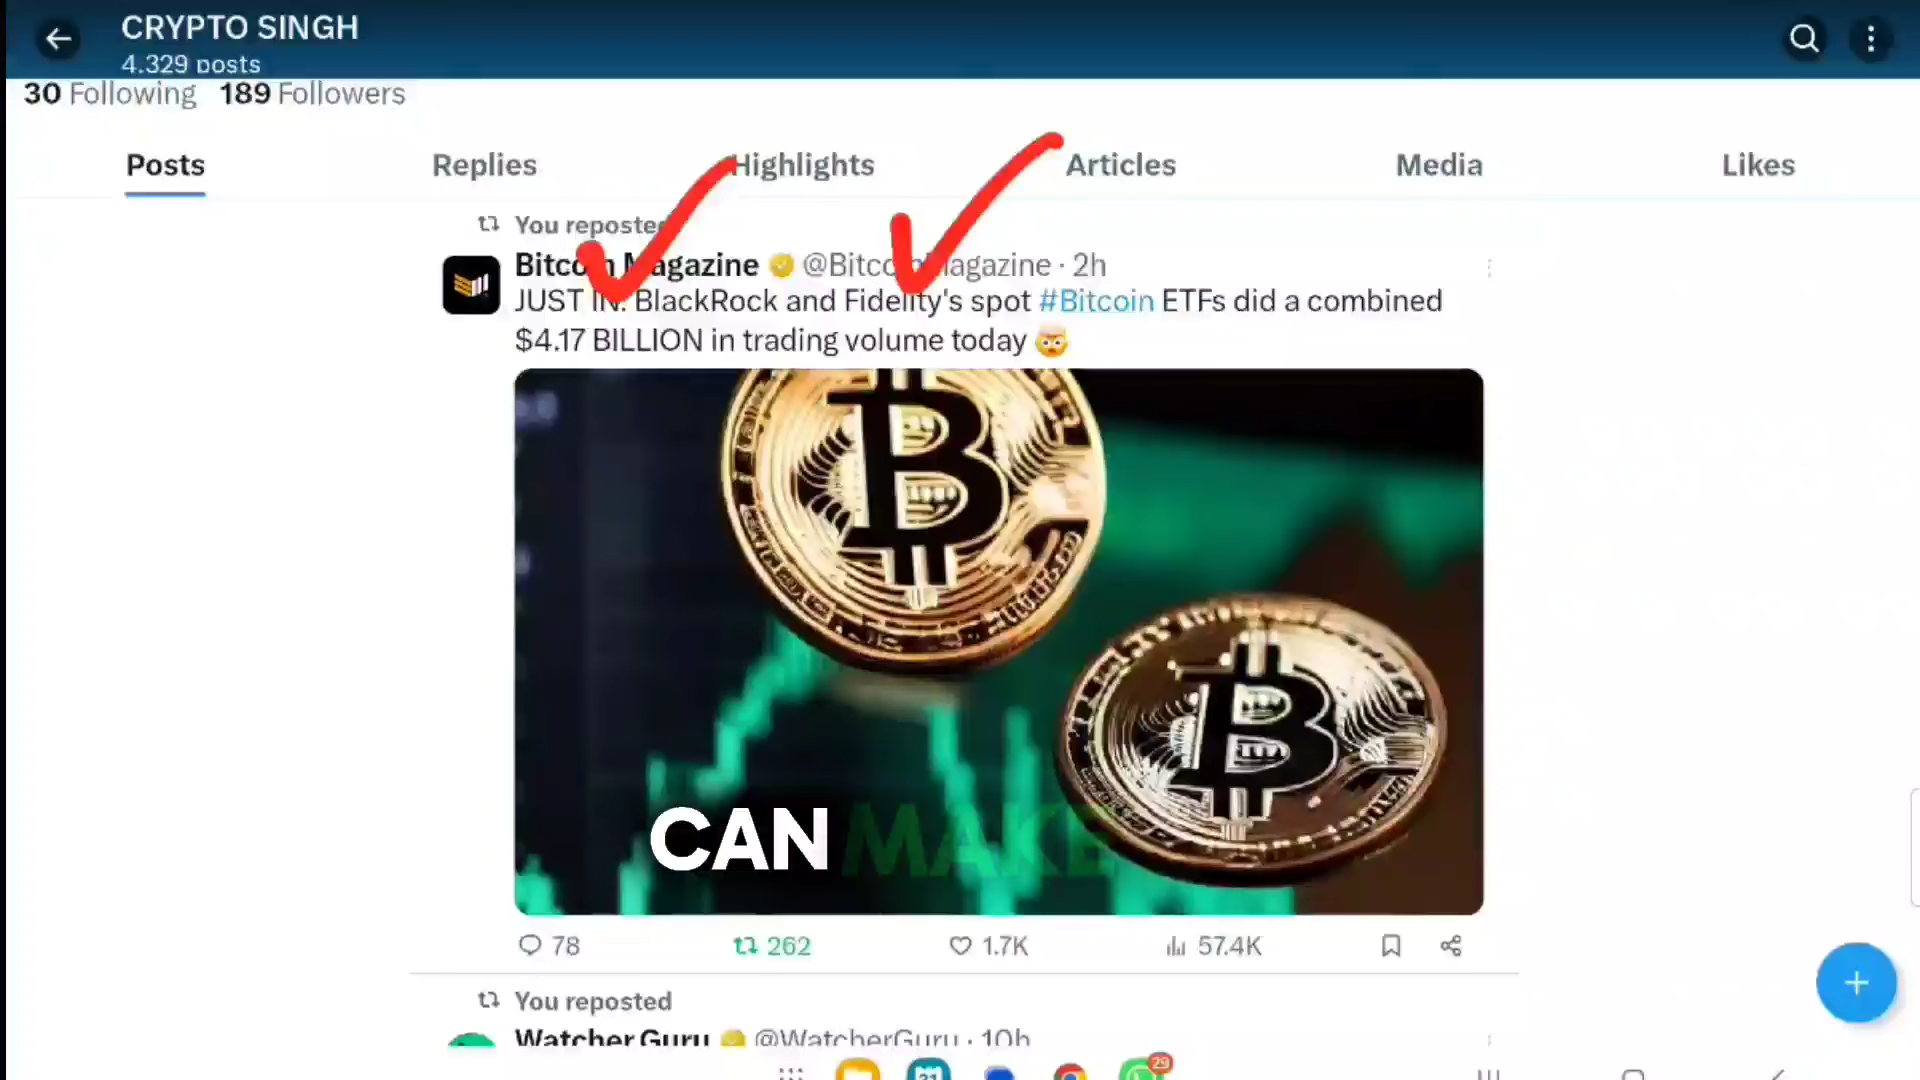 CRYPTO SINGH
4.329 posts
30 Following 189 Followers
Posts Replies Highlights Articles Media Likes
You reposted
Bitcoin Magazine @BitcoinMagazine · 2h
JUST IN: BlackRock and Fidelity's spot #Bitcoin ETFs did a combined
$4.17 BILLION in trading volume today 🤯
CAN MAKE
78 262 1.7K 57.4K
You reposted
Watcher.Guru @WatcherGuru · 10h
31 29